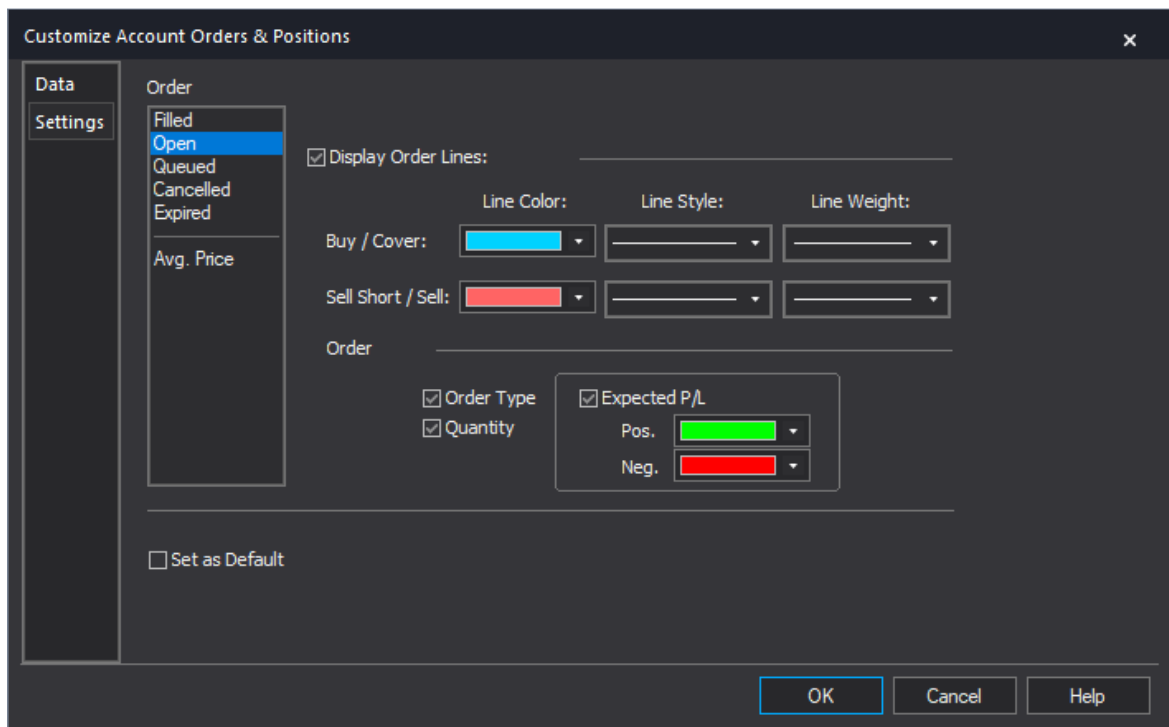 Customize Account Orders & Positions
Data
Settings
Order
Filled
Open
Queued
Cancelled
Expired
Avg. Price
Display Order Lines:
Line Color: Line Style: Line Weight:
Buy / Cover:
Sell Short / Sell:
Order
Order Type
Quantity
Expected P/L
Pos.
Neg.
Set as Default
OK Cancel Help